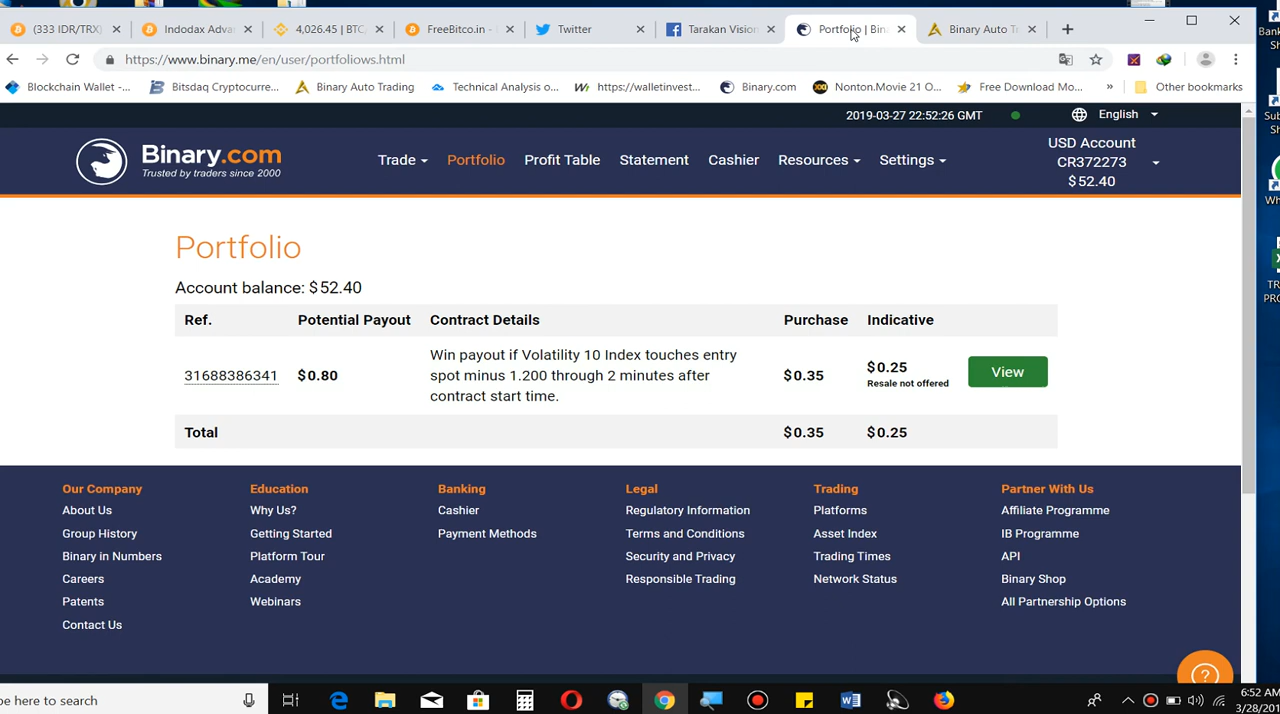 (333 IDR/TRX)
Indodax Adva
4,026.45 | BTC
FreeBitco.in -
Twitter
Tarakan Vision
Portfolio | Bin
Binary Auto Tr
https://www.binary.me/en/user/portfoliows.html
Blockchain Wallet -...
Bitsdaq Cryptocurre...
Binary Auto Trading
Technical Analysis o...
https://walletinvest...
Binary.com
Nonton.Movie 21 O...
Free Download Mo...
»
Other bookmarks
2019-03-27 22:52:26 GMT
English
Binary.com
Trusted by traders since 2000
Trade
Portfolio
Profit Table
Statement
Cashier
Resources
Settings
USD Account
CR372273
$52.40
Portfolio
Account balance: $52.40
Ref. Potential Payout Contract Details Purchase Indicative
31688386341
$0.80
Win payout if Volatility 10 Index touches entry
spot minus 1.200 through 2 minutes after
contract start time.
$0.35
$0.25
Resale not offered
View
Total $0.35 $0.25
Our Company
About Us
Group History
Binary in Numbers
Careers
Patents
Contact Us
Education
Why Us?
Getting Started
Platform Tour
Academy
Webinars
Banking
Cashier
Payment Methods
Legal
Regulatory Information
Terms and Conditions
Security and Privacy
Responsible Trading
Trading
Platforms
Asset Index
Trading Times
Network Status
Partner With Us
Affiliate Programme
IB Programme
API
Binary Shop
All Partnership Options
?
pe here to search
6:52 AM
3/28/201